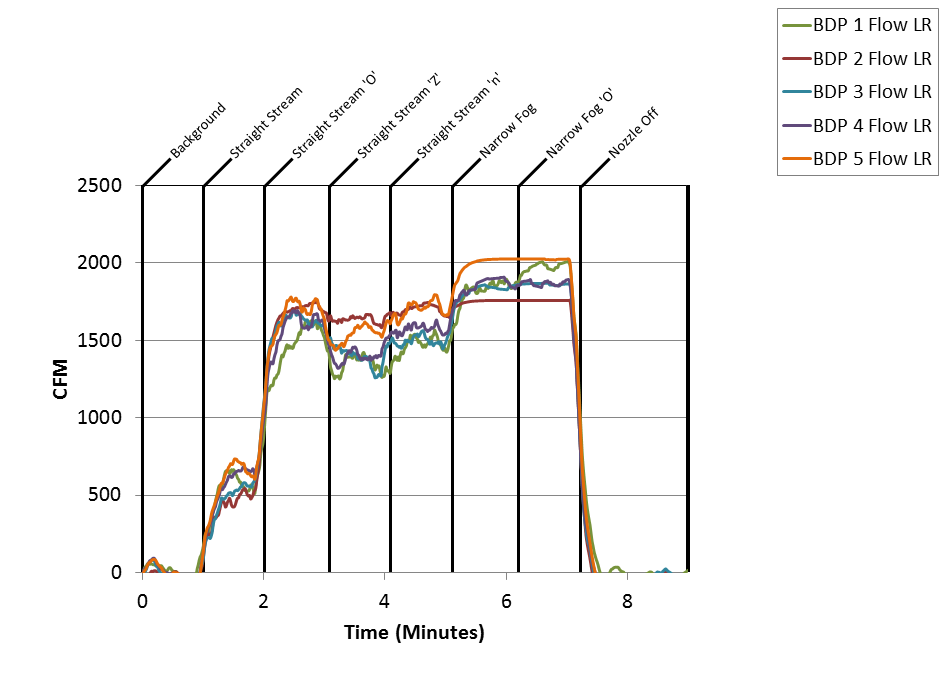 BDP 1 Flow LR
BDP 2 Flow LR
BDP 3 Flow LR
BDP 4 Flow LR
BDP 5 Flow LR
Background
Straight Stream
Straight Stream 'O'
Straight Stream 'Z'
Straight Stream 'n'
Narrow Fog
Narrow Fog 'O'
Nozzle Off
2500
2000
1500
1000
500
0
CFM
0 2 4 6 8
Time (Minutes)